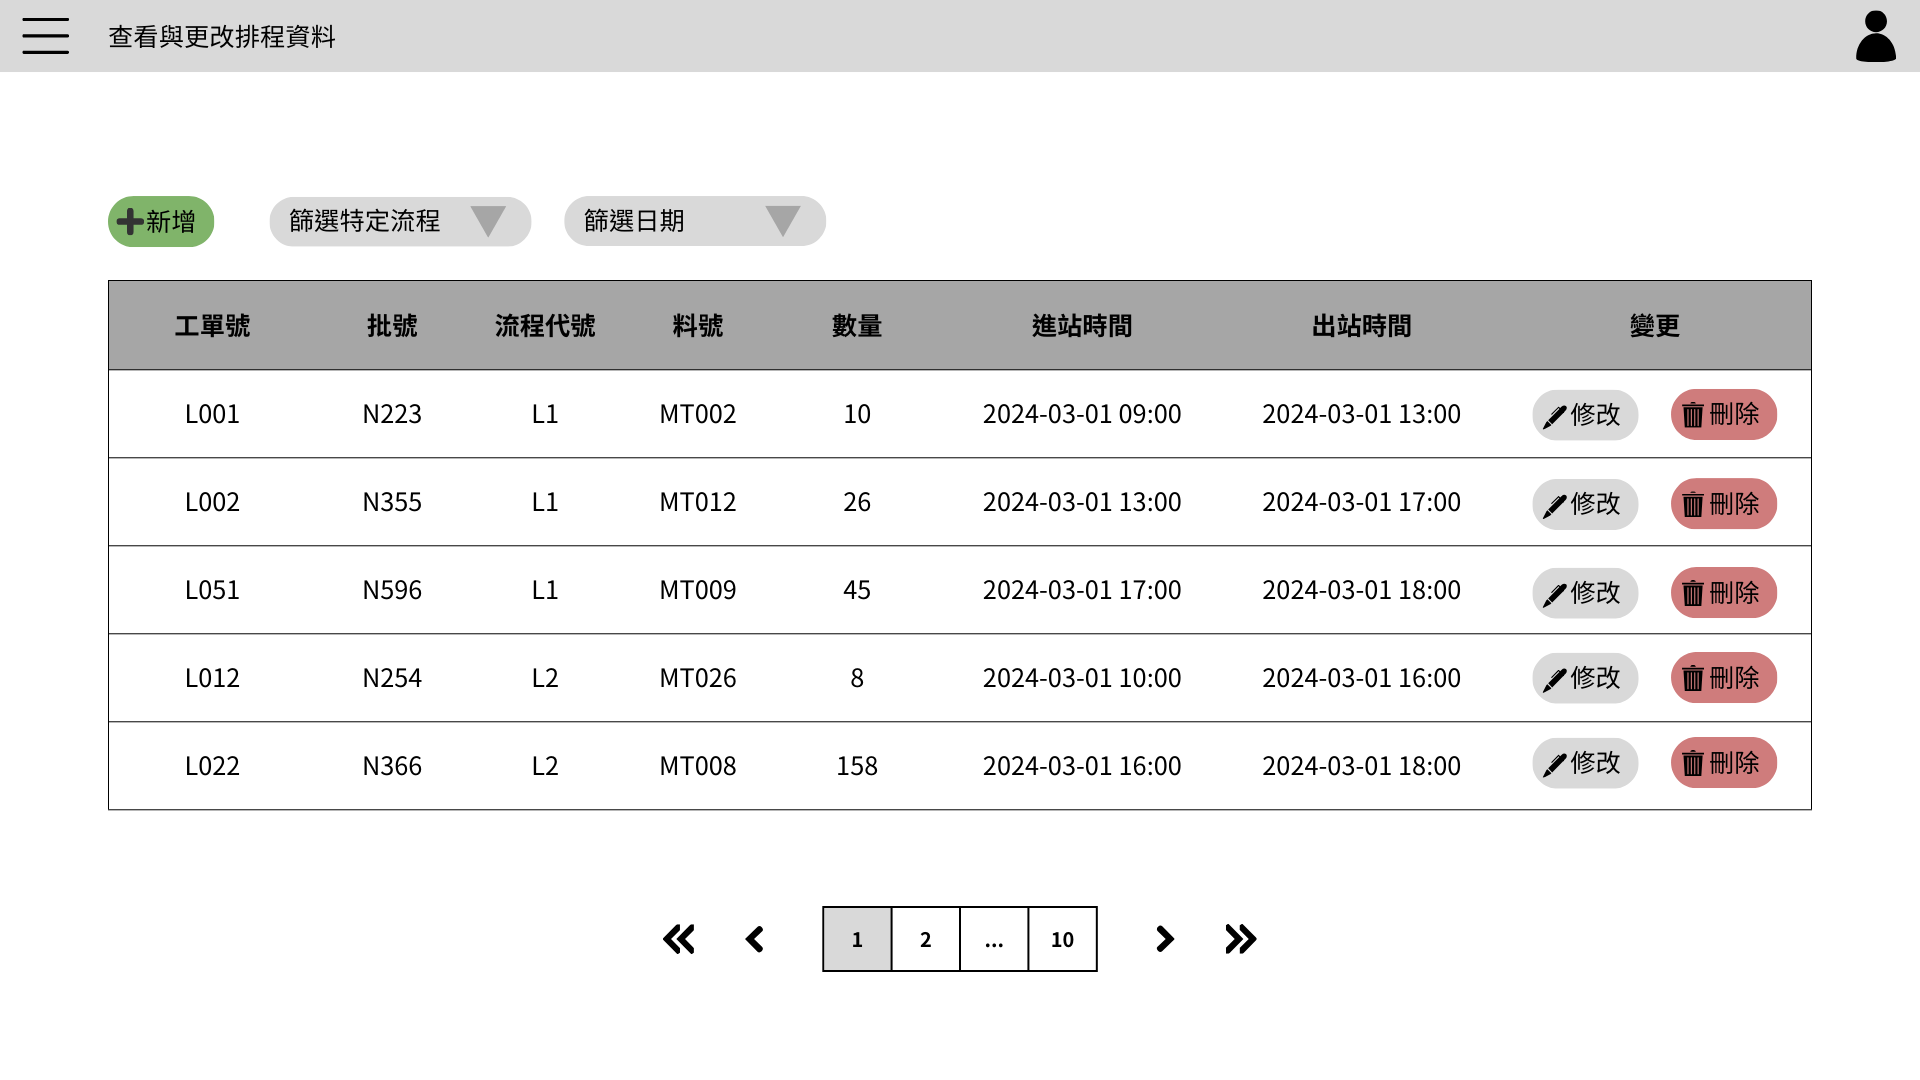 查看與更改排程資料
新增 篩選特定流程 篩選日期
工單號 批號 流程代號 料號 數量 進站時間 出站時間 變更
L001 N223 L1 MT002 10 2024-03-01 09:00 2024-03-01 13:00 修改 刪除
L002 N355 L1 MT012 26 2024-03-01 13:00 2024-03-01 17:00 修改 刪除
L051 N596 L1 MT009 45 2024-03-01 17:00 2024-03-01 18:00 修改 刪除
L012 N254 L2 MT026 8 2024-03-01 10:00 2024-03-01 16:00 修改 刪除
L022 N366 L2 MT008 158 2024-03-01 16:00 2024-03-01 18:00 修改 刪除
1 2 ... 10